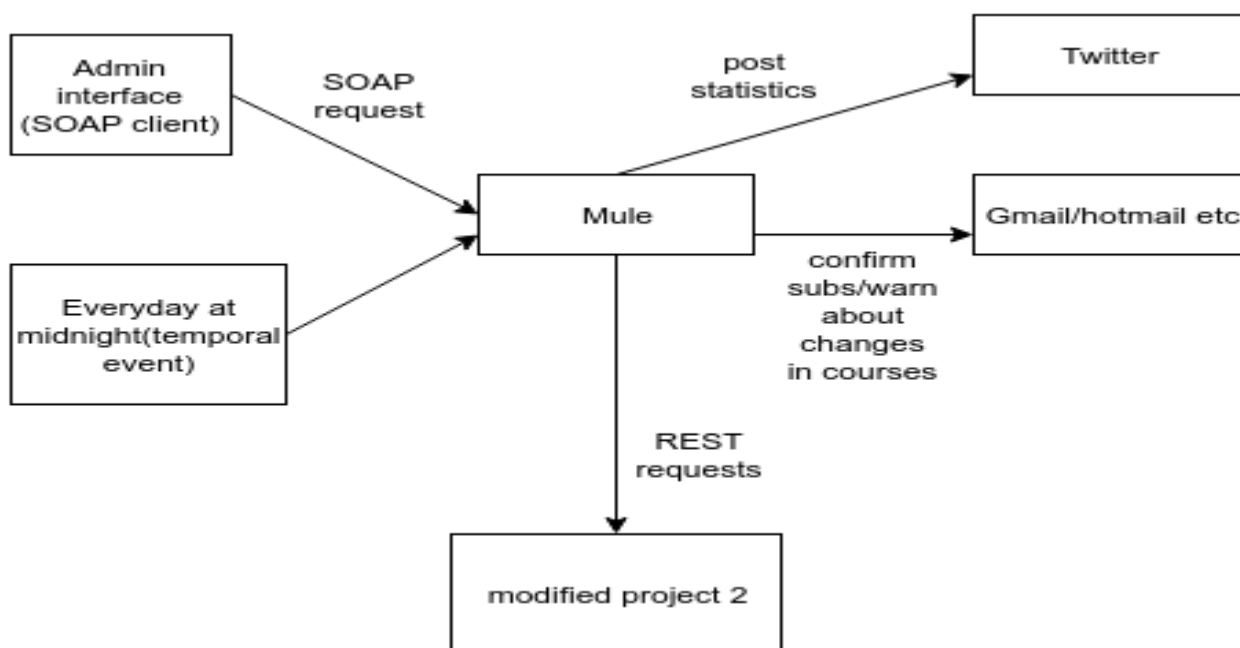 Admin
interface
(SOAP client)
SOAP
request
post
statistics
Twitter
Mule
Gmail/hotmail etc
Everyday at
midnight(temporal
event)
confirm
subs/warn
about
changes
in courses
REST
requests
modified project 2